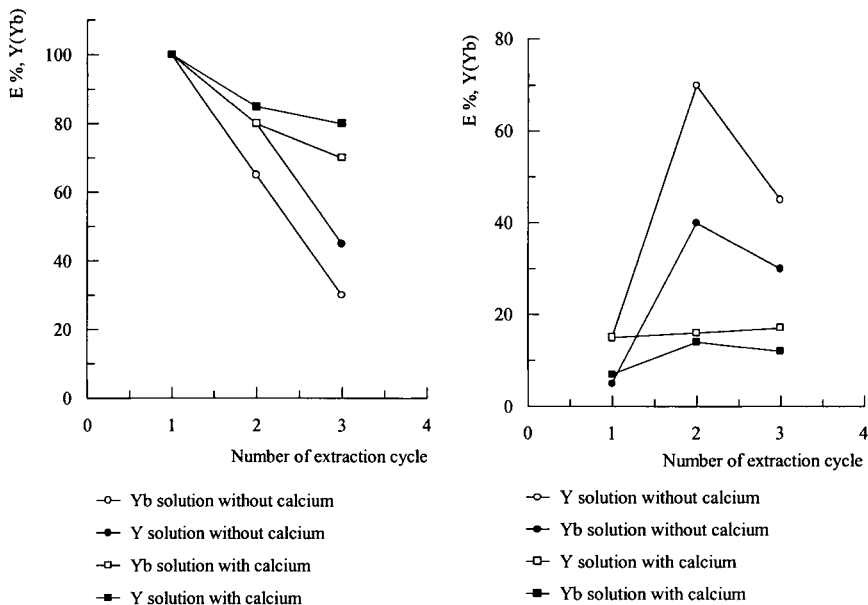 E %, Y(Yb)
100
80
60
40
20
0
0
1
2
3
4
Number of extraction cycle
Yb solution without calcium
Y solution without calcium
Yb solution with calcium
Y solution with calcium
E %, Y(Yb)
80
60
40
20
0
0
1
2
3
4
Number of extraction cycle
Y solution without calcium
Yb solution without calcium
Y solution with calcium
Yb solution with calcium